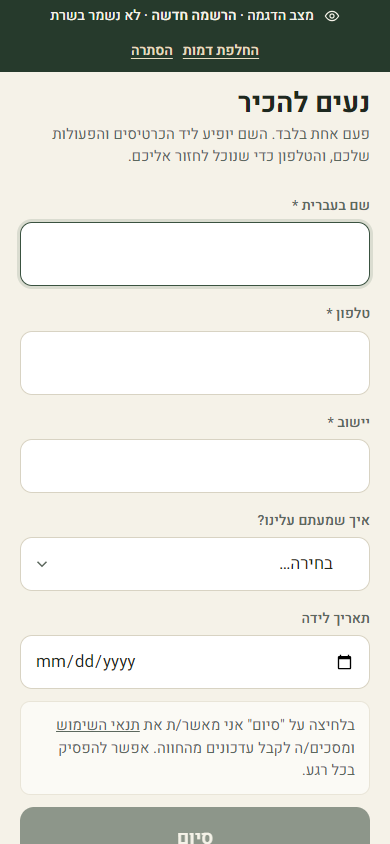 מצב הדגמה · הרשמה חדשה · לא נשמר בשרת
החלפת דמות הסתרה
נעים להכיר
פעם אחת בלבד. השם יופיע ליד הכרטיסים והפעולות
שלכם, והטלפון כדי שנוכל לחזור אליכם.
שם בעברית *
טלפון *
יישוב *
איך שמעתם עלינו?
בחירה...
תאריך לידה
mm/dd/yyyy
בלחיצה על "סיום" אני מאשר/ת את תנאי השימוש
ומסכים/ה לקבל עדכונים מהחווה. אפשר להפסיק
בכל רגע.
סיום